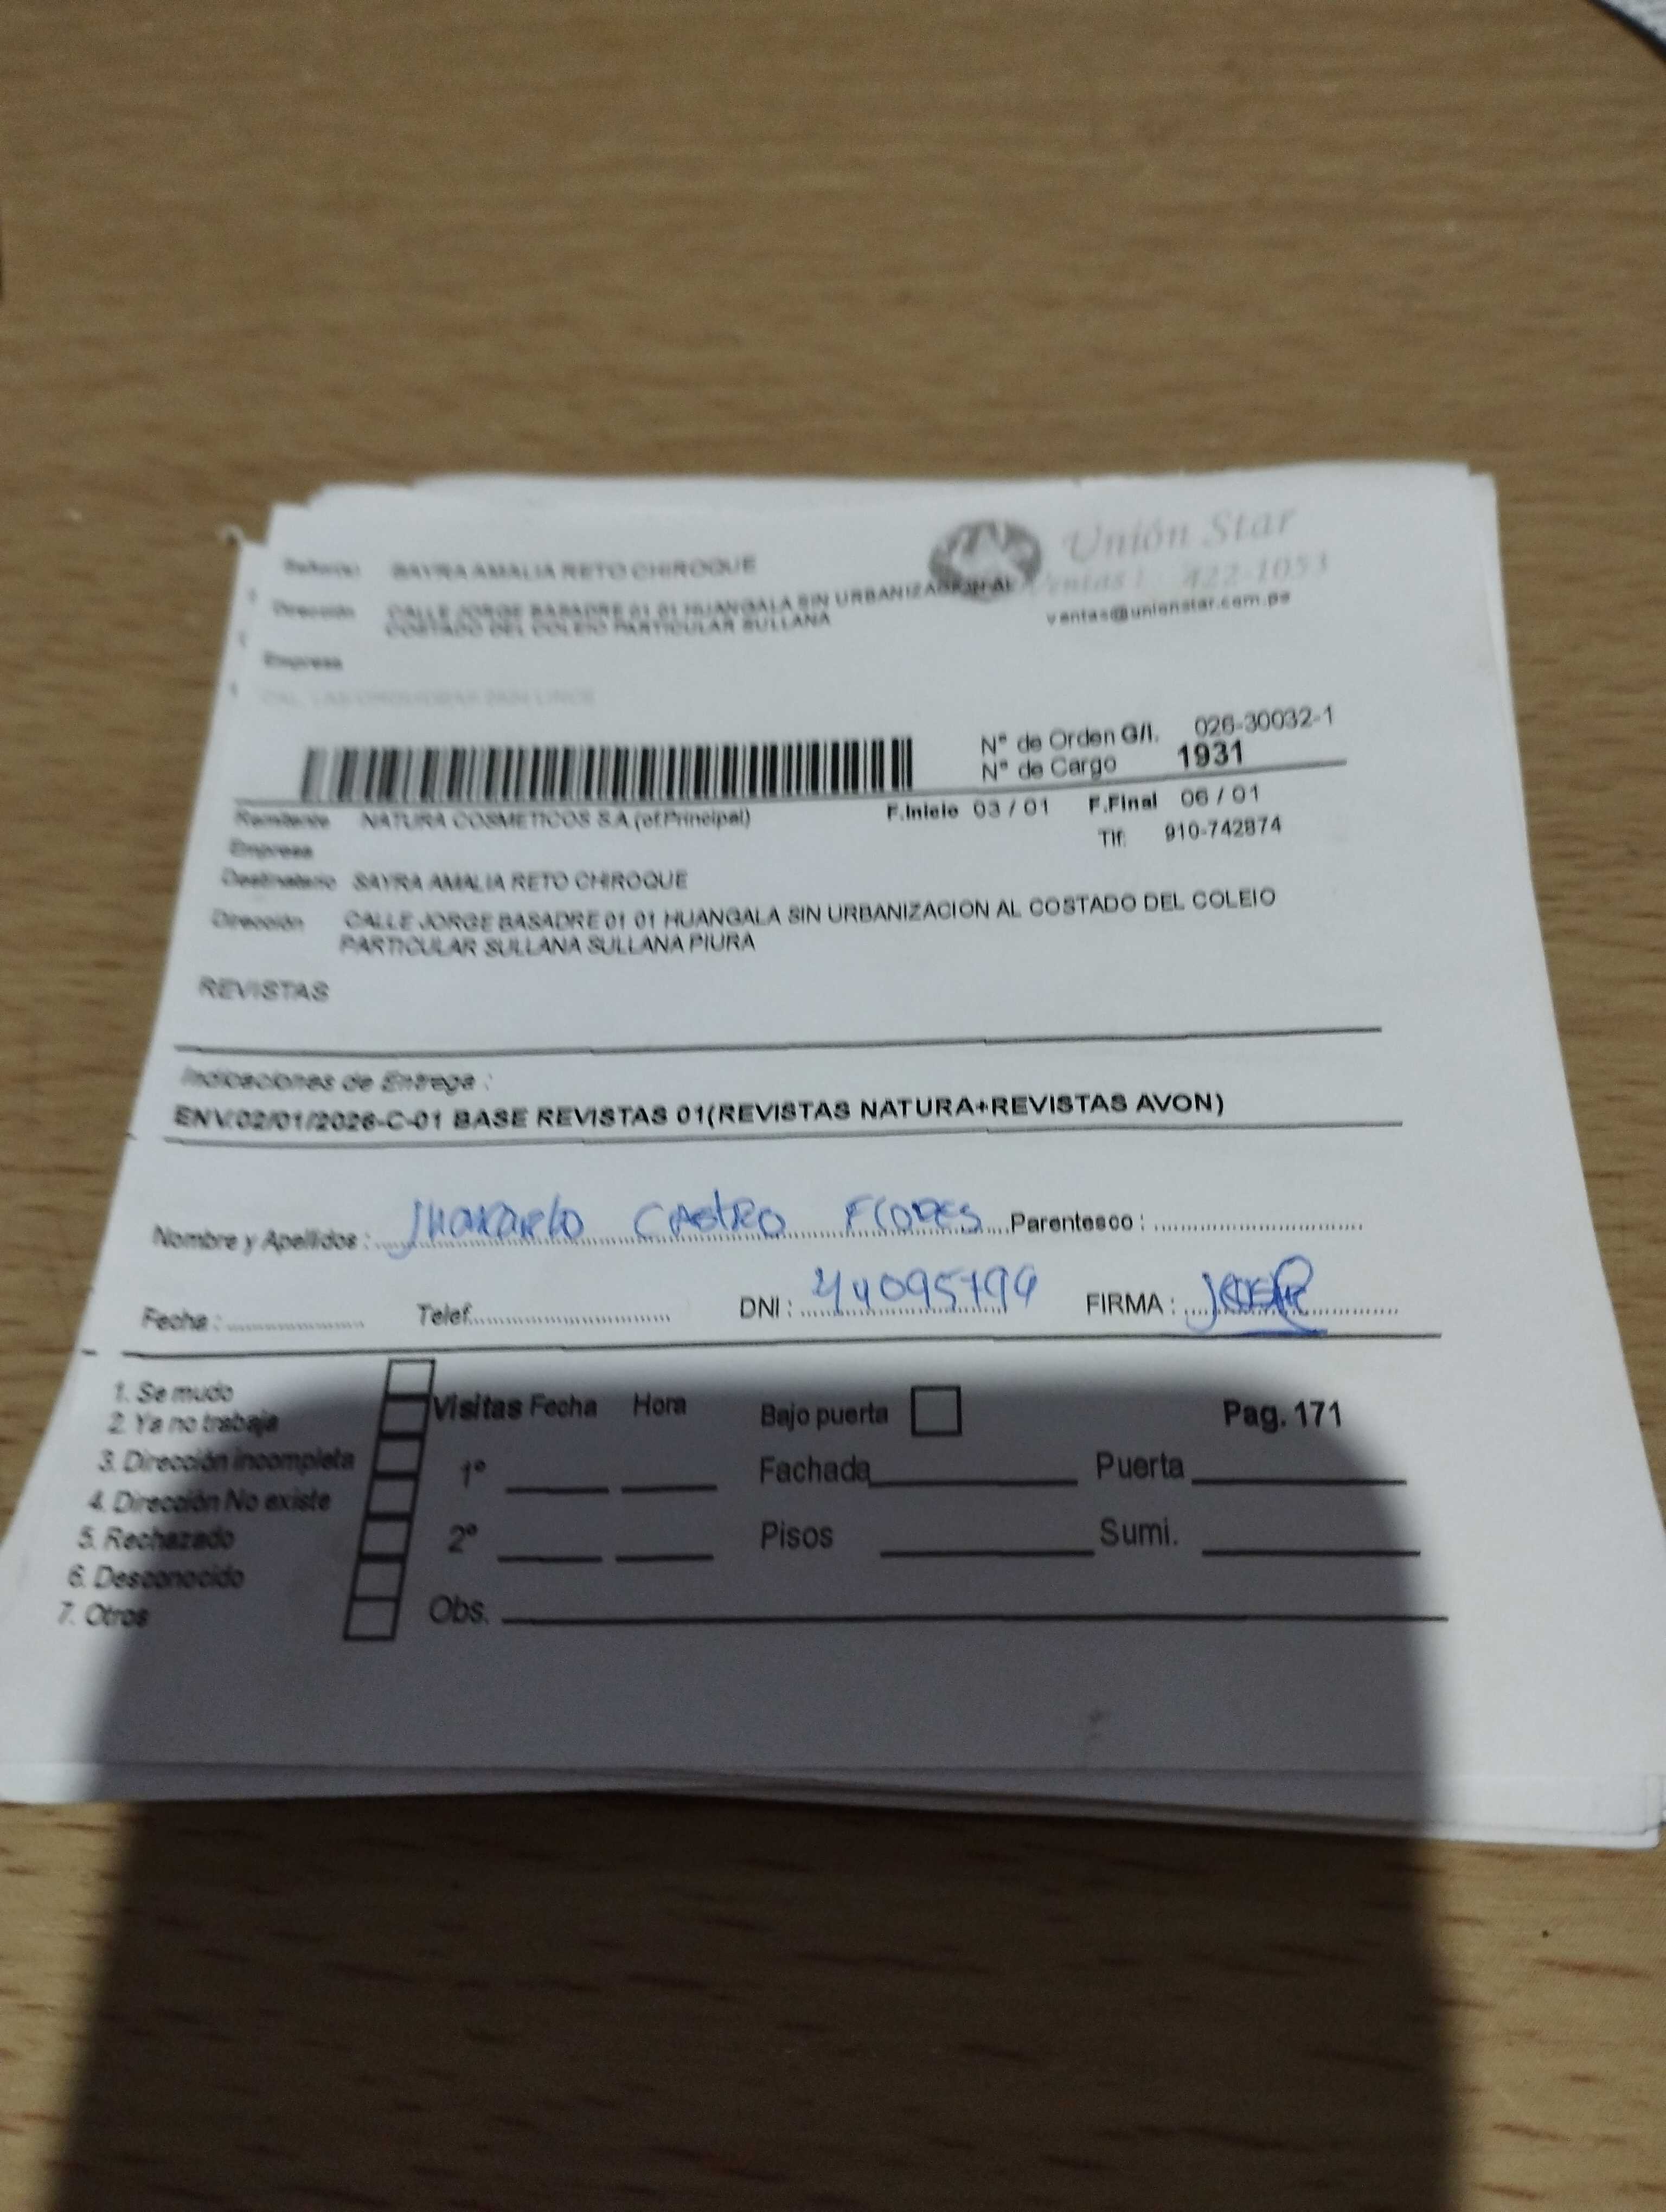 Señor(a) SAYRA AMALIA RETO CHIROQUE
Unión Star
Dirección CALLE JORGE BASADRE 01 01 HUANGALA SIN URBANIZACION AL
COSTADO DEL COLEIO PARTICULAR SULLANA
Ventas: 422-1053
ventas@unionstar.com.pe
Empresa
N° de Orden G/I. 026-30032-1
N° de Cargo 1931
Remitente NATURA COSMETICOS S.A (of.Principal) F.Inicio 03 / 01 F.Final 06 / 01
Empresa Tlf: 910-742874
Destinatario SAYRA AMALIA RETO CHIROQUE
Dirección CALLE JORGE BASADRE 01 01 HUANGALA SIN URBANIZACION AL COSTADO DEL COLEIO
PARTICULAR SULLANA SULLANA PIURA
REVISTAS
Indicaciones de Entrega :
ENV.02/01/2026-C-01 BASE REVISTAS 01(REVISTAS NATURA+REVISTAS AVON)
Nombre y Apellidos : Castro Flores Parentesco :
Fecha : Telef. DNI : FIRMA :
1. Se mudo
2. Ya no trabaja
3. Dirección incompleta
4. Dirección No existe
5. Rechazado
6. Desconocido
7. Otros
Visitas Fecha Hora Bajo puerta Pag. 171
1° Fachada Puerta
2° Pisos Sumi.
Obs.